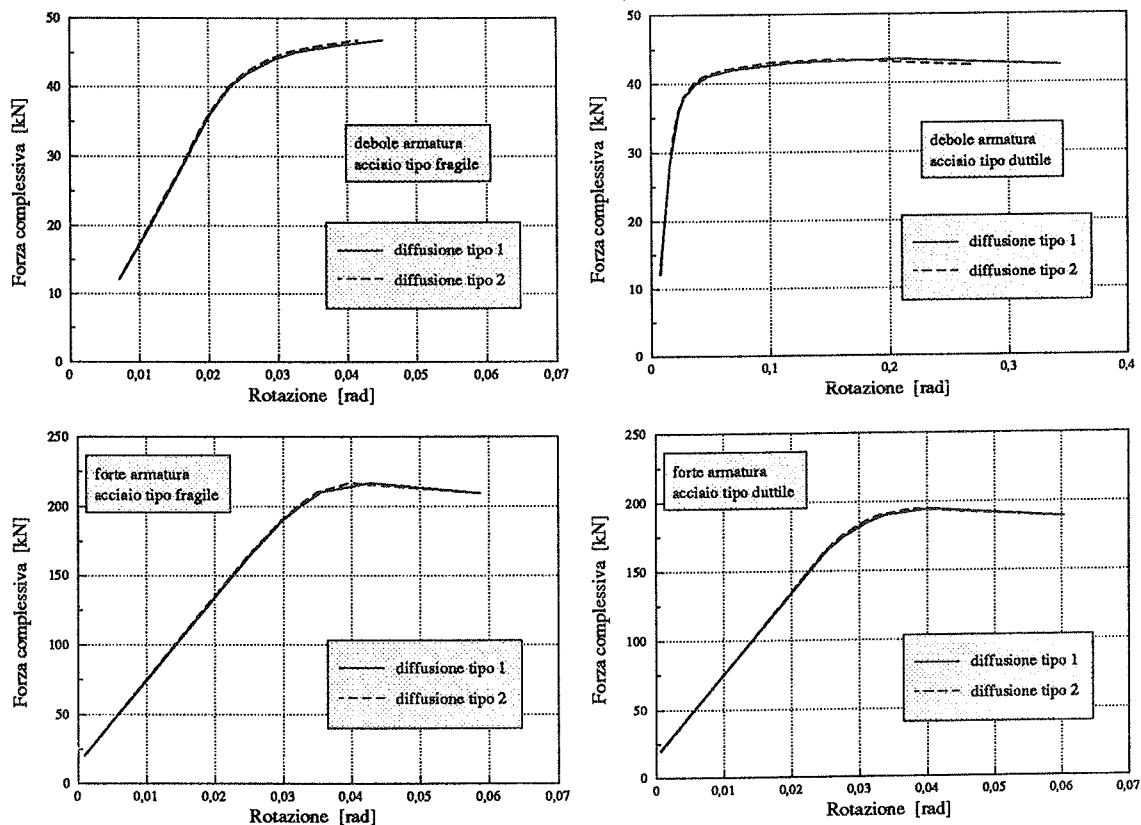 Forza complessiva [kN]
50
40
30
20
10
0
debole armatura
acciaio tipo fragile
diffusione tipo 1
diffusione tipo 2
0
0,01
0,02
0,03
0,04
0,05
0,06
0,07
Rotazione [rad]
Forza complessiva [kN]
50
40
30
20
10
0
debole armatura
acciaio tipo duttile
diffusione tipo 1
diffusione tipo 2
0
0,1
0,2
0,3
0,4
Rotazione [rad]
Forza complessiva [kN]
250
200
150
100
50
0
forte armatura
acciaio tipo fragile
diffusione tipo 1
diffusione tipo 2
0
0,01
0,02
0,03
0,04
0,05
0,06
0,07
Rotazione [rad]
Forza complessiva [kN]
250
200
150
100
50
0
forte armatura
acciaio tipo duttile
diffusione tipo 1
diffusione tipo 2
0
0,01
0,02
0,03
0,04
0,05
0,06
0,07
Rotazione [rad]